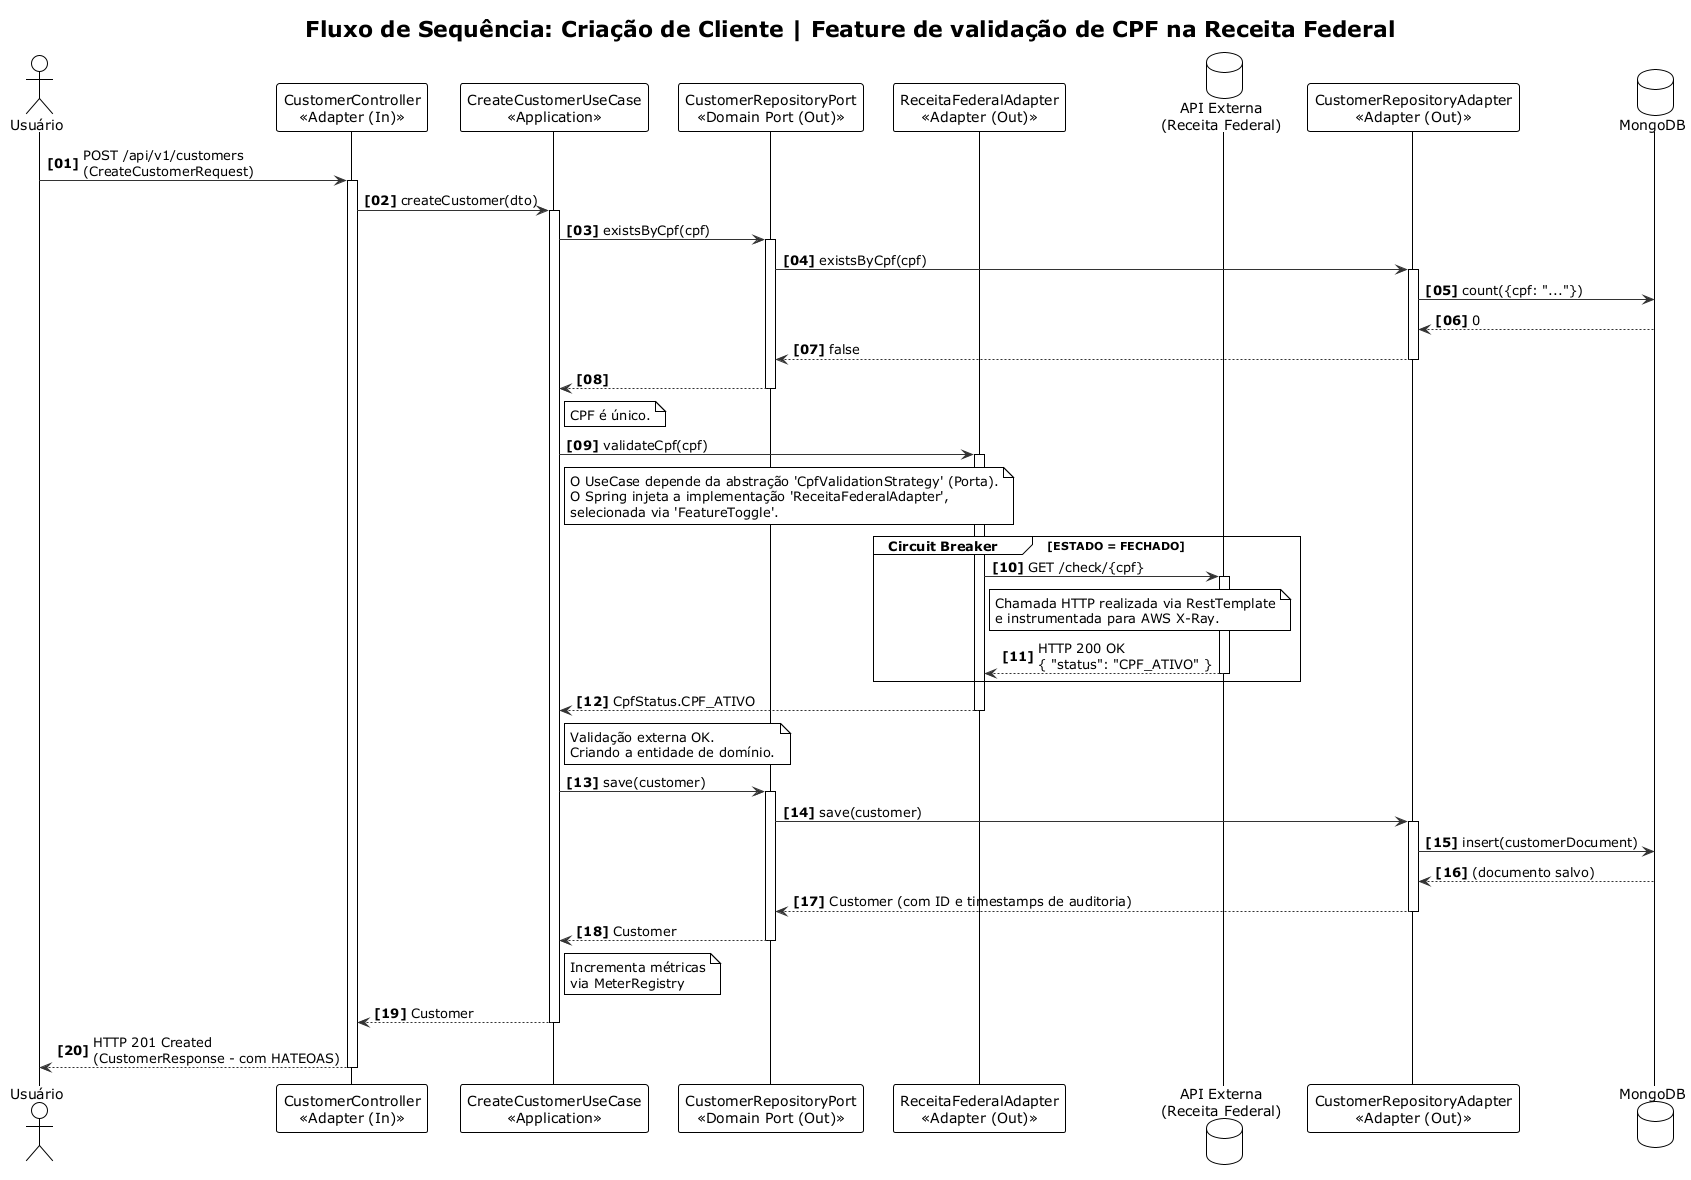 Fluxo de Sequência: Criação de Cliente | Feature de validação de CPF na Receita Federal
Usuário
CustomerController
«Adapter (In)»
CreateCustomerUseCase
«Application»
CustomerRepositoryPort
«Domain Port (Out)»
ReceitaFederalAdapter
«Adapter (Out)»
API Externa
(Receita Federal)
CustomerRepositoryAdapter
«Adapter (Out)»
MongoDB
[01] POST /api/v1/customers
(CreateCustomerRequest)
[02] createCustomer(dto)
[03] existsByCpf(cpf)
[04] existsByCpf(cpf)
[05] count({cpf: "..."})
[06] 0
[07] false
[08]
CPF é único.
[09] validateCpf(cpf)
O UseCase depende da abstração 'CpfValidationStrategy' (Porta).
O Spring injeta a implementação 'ReceitaFederalAdapter',
selecionada via 'FeatureToggle'.
Circuit Breaker [ESTADO = FECHADO]
[10] GET /check/{cpf}
Chamada HTTP realizada via RestTemplate
e instrumentada para AWS X-Ray.
[11] HTTP 200 OK
{ "status": "CPF_ATIVO" }
[12] CpfStatus.CPF_ATIVO
Validação externa OK.
Criando a entidade de domínio.
[13] save(customer)
[14] save(customer)
[15] insert(customerDocument)
[16] (documento salvo)
[17] Customer (com ID e timestamps de auditoria)
[18] Customer
Incrementa métricas
via MeterRegistry
[19] Customer
[20] HTTP 201 Created
(CustomerResponse - com HATEOAS)
Usuário
CustomerController
«Adapter (In)»
CreateCustomerUseCase
«Application»
CustomerRepositoryPort
«Domain Port (Out)»
ReceitaFederalAdapter
«Adapter (Out)»
API Externa
(Receita Federal)
CustomerRepositoryAdapter
«Adapter (Out)»
MongoDB